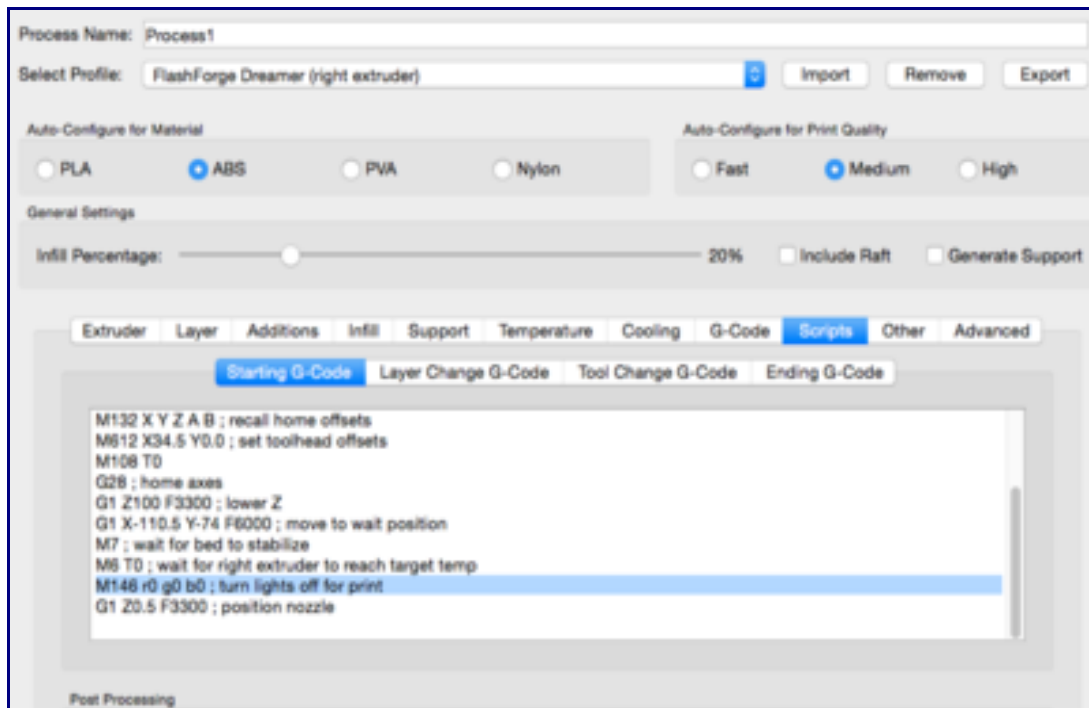 Process Name: Process1
Select Profile: FlashForge Dreamer (right extruder) Import Remove Export
Auto-Configure for Material Auto-Configure for Print Quality
PLA ABS PVA Nylon Fast Medium High
General Settings
Infill Percentage: 20% Include Raft Generate Support
Extruder Layer Additions Infill Support Temperature Cooling G-Code Scripts Other Advanced
Starting G-Code Layer Change G-Code Tool Change G-Code Ending G-Code
M132 X Y Z A B ; recall home offsets
M612 X34.5 Y0.0 ; set toolhead offsets
M108 T0
G28 ; home axes
G1 Z100 F3300 ; lower Z
G1 X-110.5 Y-74 F6000 ; move to wait position
M7 ; wait for bed to stabilize
M6 T0 ; wait for right extruder to reach target temp
M146 r0 g0 b0 ; turn lights off for print
G1 Z0.5 F3300 ; position nozzle
Post Processing